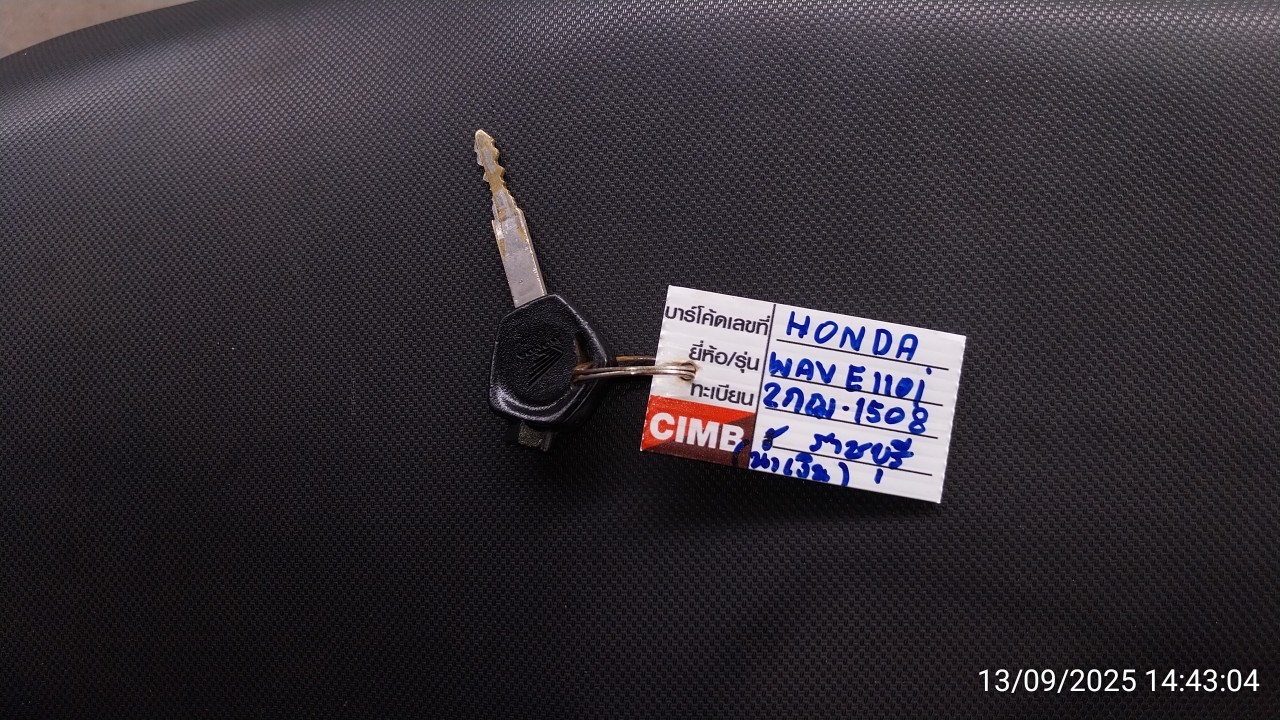 บาร์โค้ดเลขที่ HONDA
ยี่ห้อ/รุ่น WAVE110i
ทะเบียน 2กฌ-1508
CIMB ราชบุรี
(น้ำเงิน)
13/09/2025 14:43:04